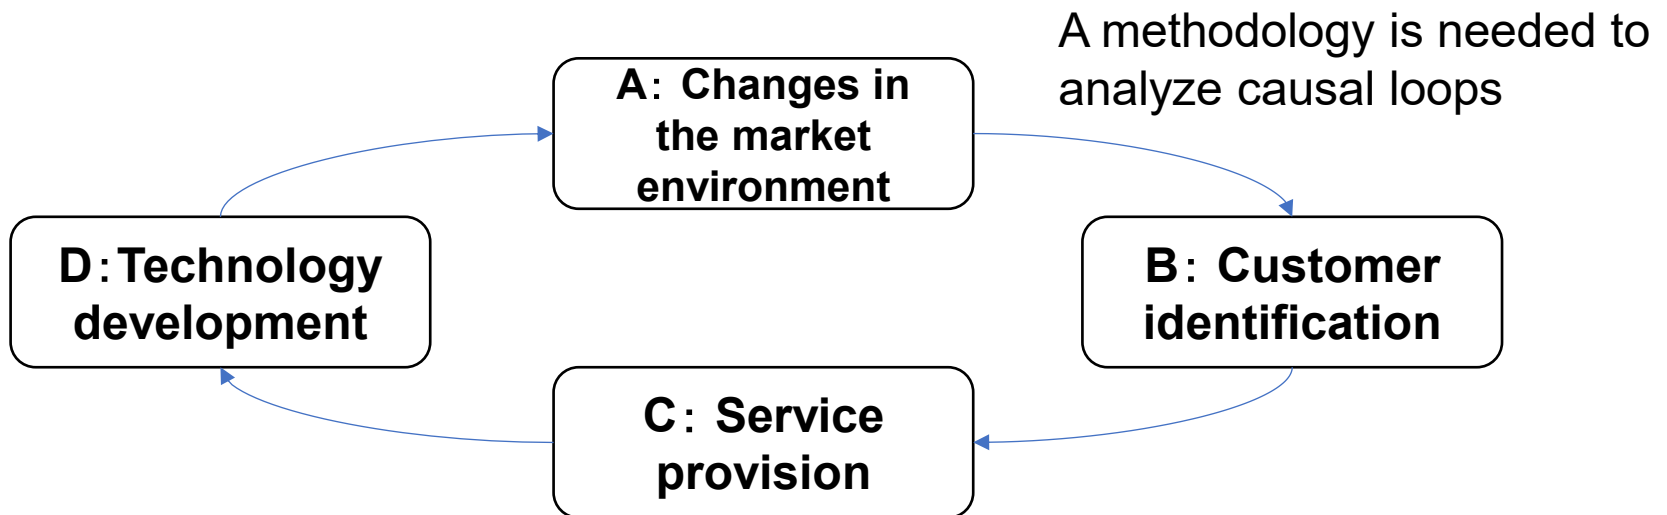 A methodology is needed to
analyze causal loops
A: Changes in
the market
environment
D:Technology
development
B: Customer
identification
C: Service
provision